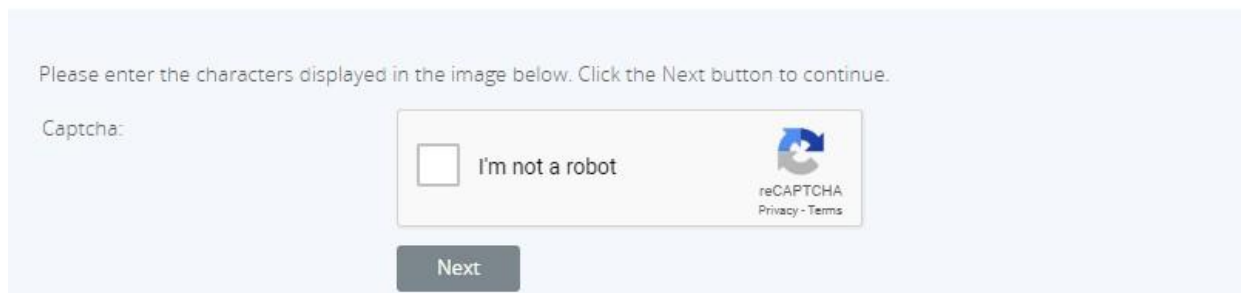 Please enter the characters displayed in the image below. Click the Next button to continue.
Captcha:
I'm not a robot
reCAPTCHA
Privacy - Terms
Next